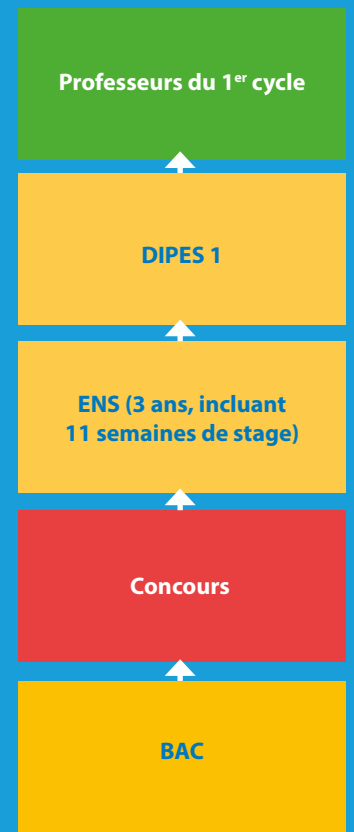 Professeurs du 1er cycle
DIPES 1
ENS (3 ans, incluant
11 semaines de stage)
Concours
BAC